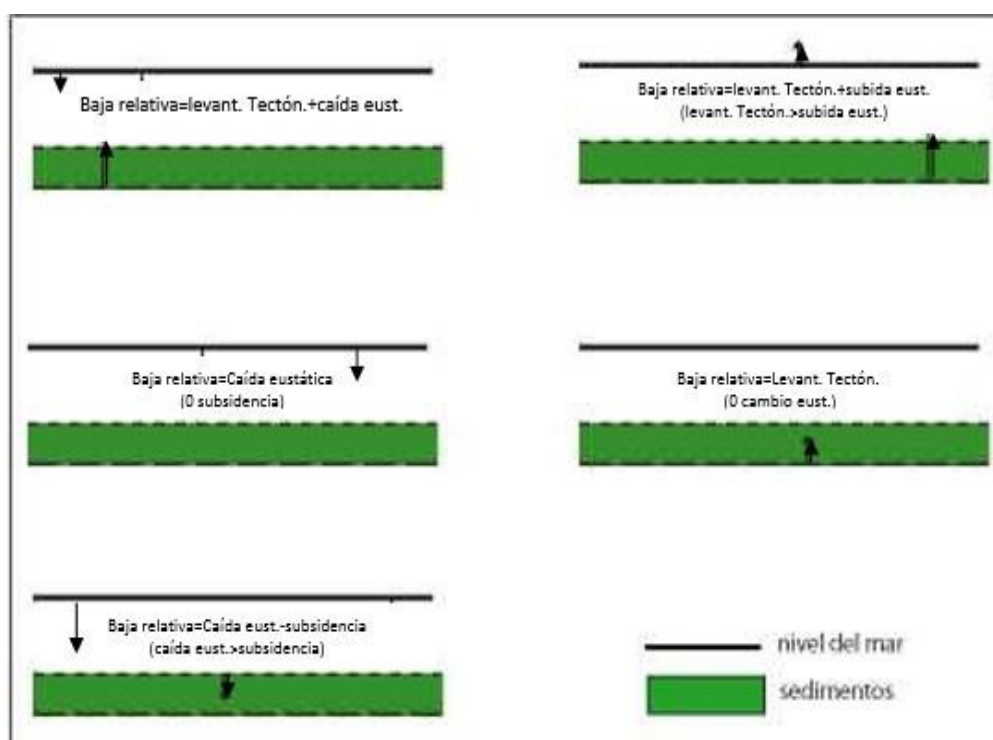 Baja relativa=levant. Tectón.+caída eust.
Baja relativa=levant. Tectón.+subida eust.
(levant. Tectón.>subida eust.)
Baja relativa=Caída eustática
(0 subsidencia)
Baja relativa=Levant. Tectón.
(0 cambio eust.)
Baja relativa=Caída eust.-subsidencia
(caída eust.>subsidencia)
nivel del mar
sedimentos